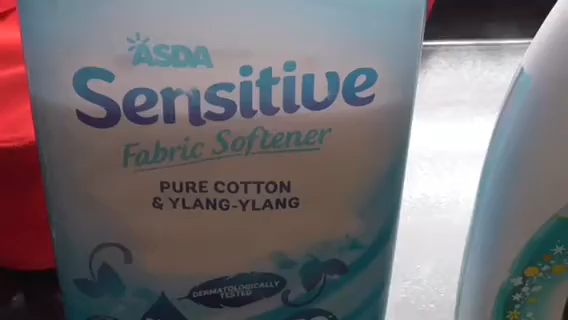 ASDA
Sensitive
Fabric Softener
PURE COTTON
& YLANG-YLANG
DERMATOLOGICALLY
TESTED